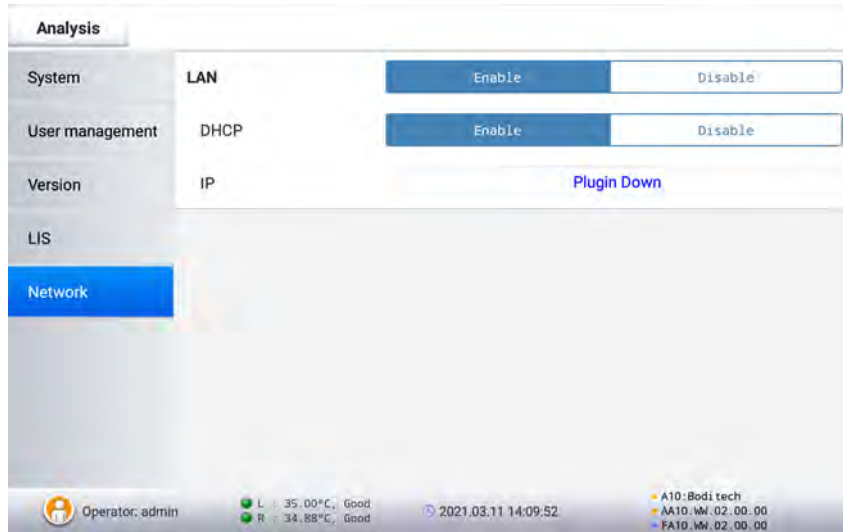 Analysis
System
LAN
Enable
Disable
User management
DHCP
Enable
Disable
Version
IP
Plugin Down
LIS
Network
Operator: admin
L : 35.00°C, Good
R : 34.88°C, Good
2021.03.11 14:09:52
A10:Boditech
AA10.WW.02.00.00
FA10.WW.02.00.00